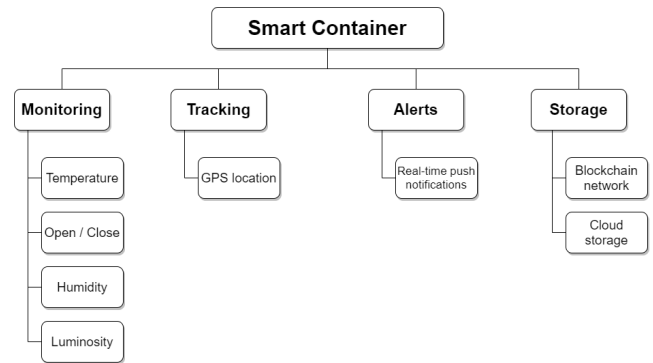 Smart Container
Monitoring
Tracking
Alerts
Storage
Temperature
Open / Close
Humidity
Luminosity
GPS location
Real-time push
notifications
Blockchain
network
Cloud
storage